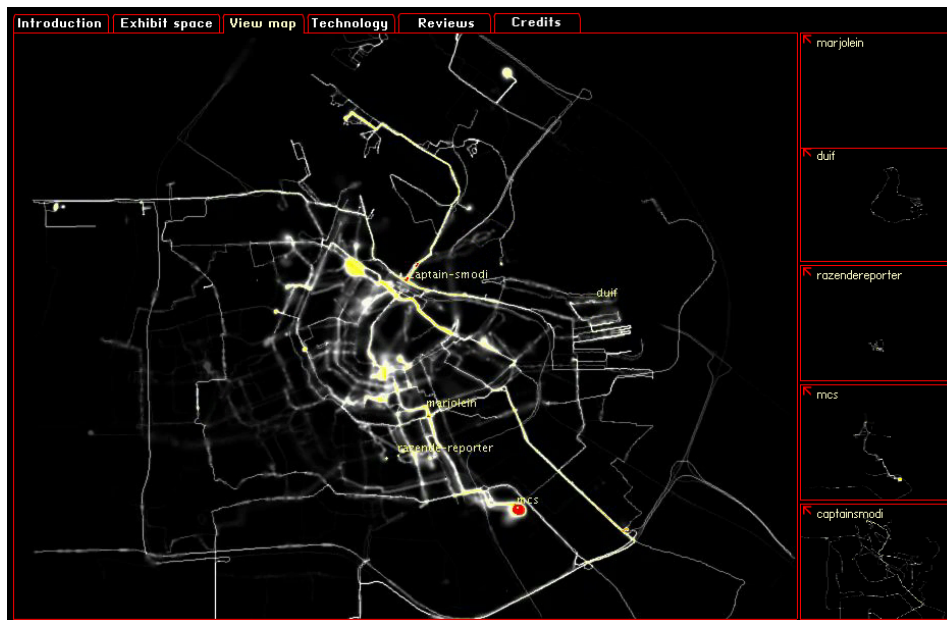 Introduction
Exhibit space
View map
Technology
Reviews
Credits
marjolein
duif
razendereporter
mcs
captainsmodi
captain-smodi
duif
marjolein
razende-reporter
mcs